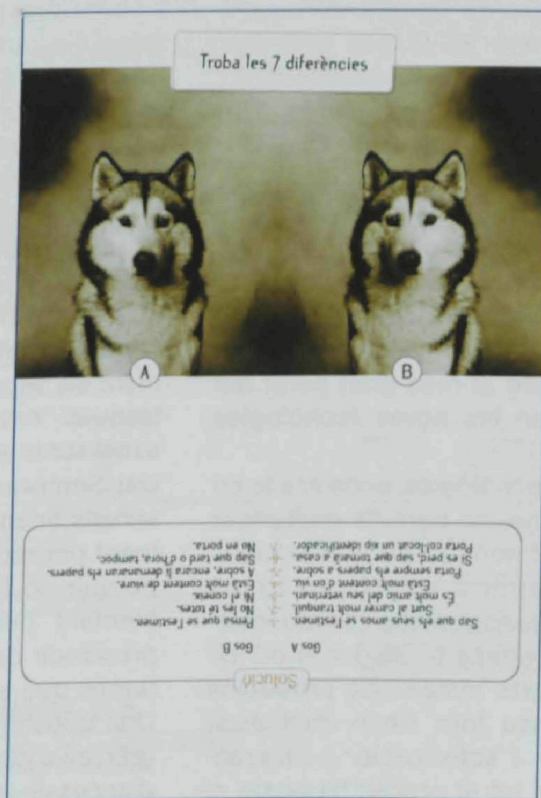 Troba les 7 diferències
A
B
Solució
Gos A Gos B
Sap que els seus amos se l'estimen. Pensa que se l'estimen.
Surt al carrer molt tranquil. No les té totes.
És molt amic del seu veterinari. Ni el coneix.
Està molt content d'on viu. Està molt content de viure.
Porta sempre els papers a sobre. A sobre, encara li demanaran els papers.
Si es perd, sap que tornarà a casa. Sap que tard o d'hora, tampoc.
Porta col·locat un xip identificador. No en porta.